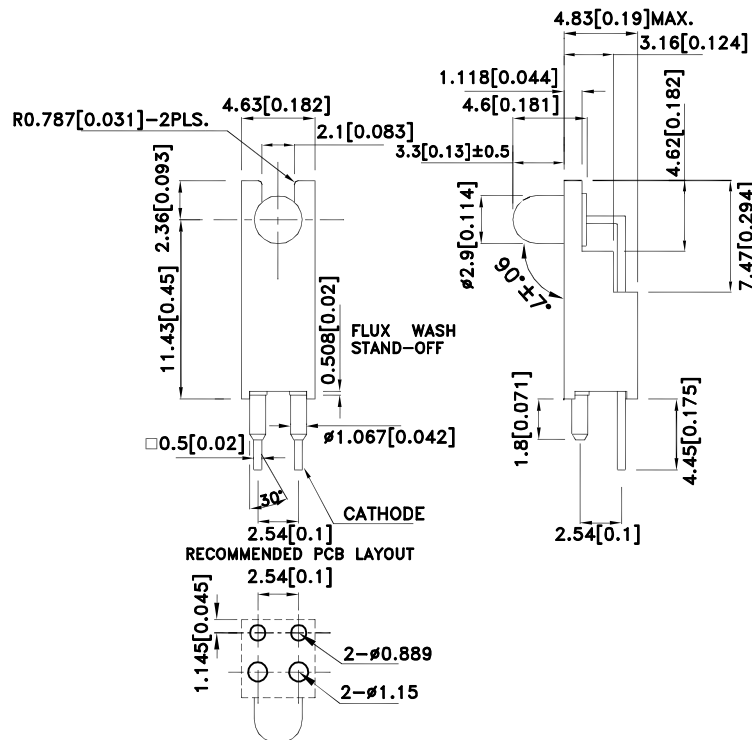 4.83[0.19]MAX.
3.16[0.124]
1.118[0.044]
4.63[0.182]
4.6[0.181]
R0.787[0.031]-2PLS.
2.1[0.083]
3.3[0.13]±0.5
4.62[0.182]
2.36[0.093]
ø2.9[0.114]
7.47[0.294]
90°±7°
11.43[0.45]
0.508[0.02]
FLUX WASH
STAND-OFF
□0.5[0.02]
ø1.067[0.042]
1.8[0.071]
4.45[0.175]
30°
CATHODE
2.54[0.1]
2.54[0.1]
RECOMMENDED PCB LAYOUT
2.54[0.1]
1.145[0.045]
2-ø0.889
2-ø1.15